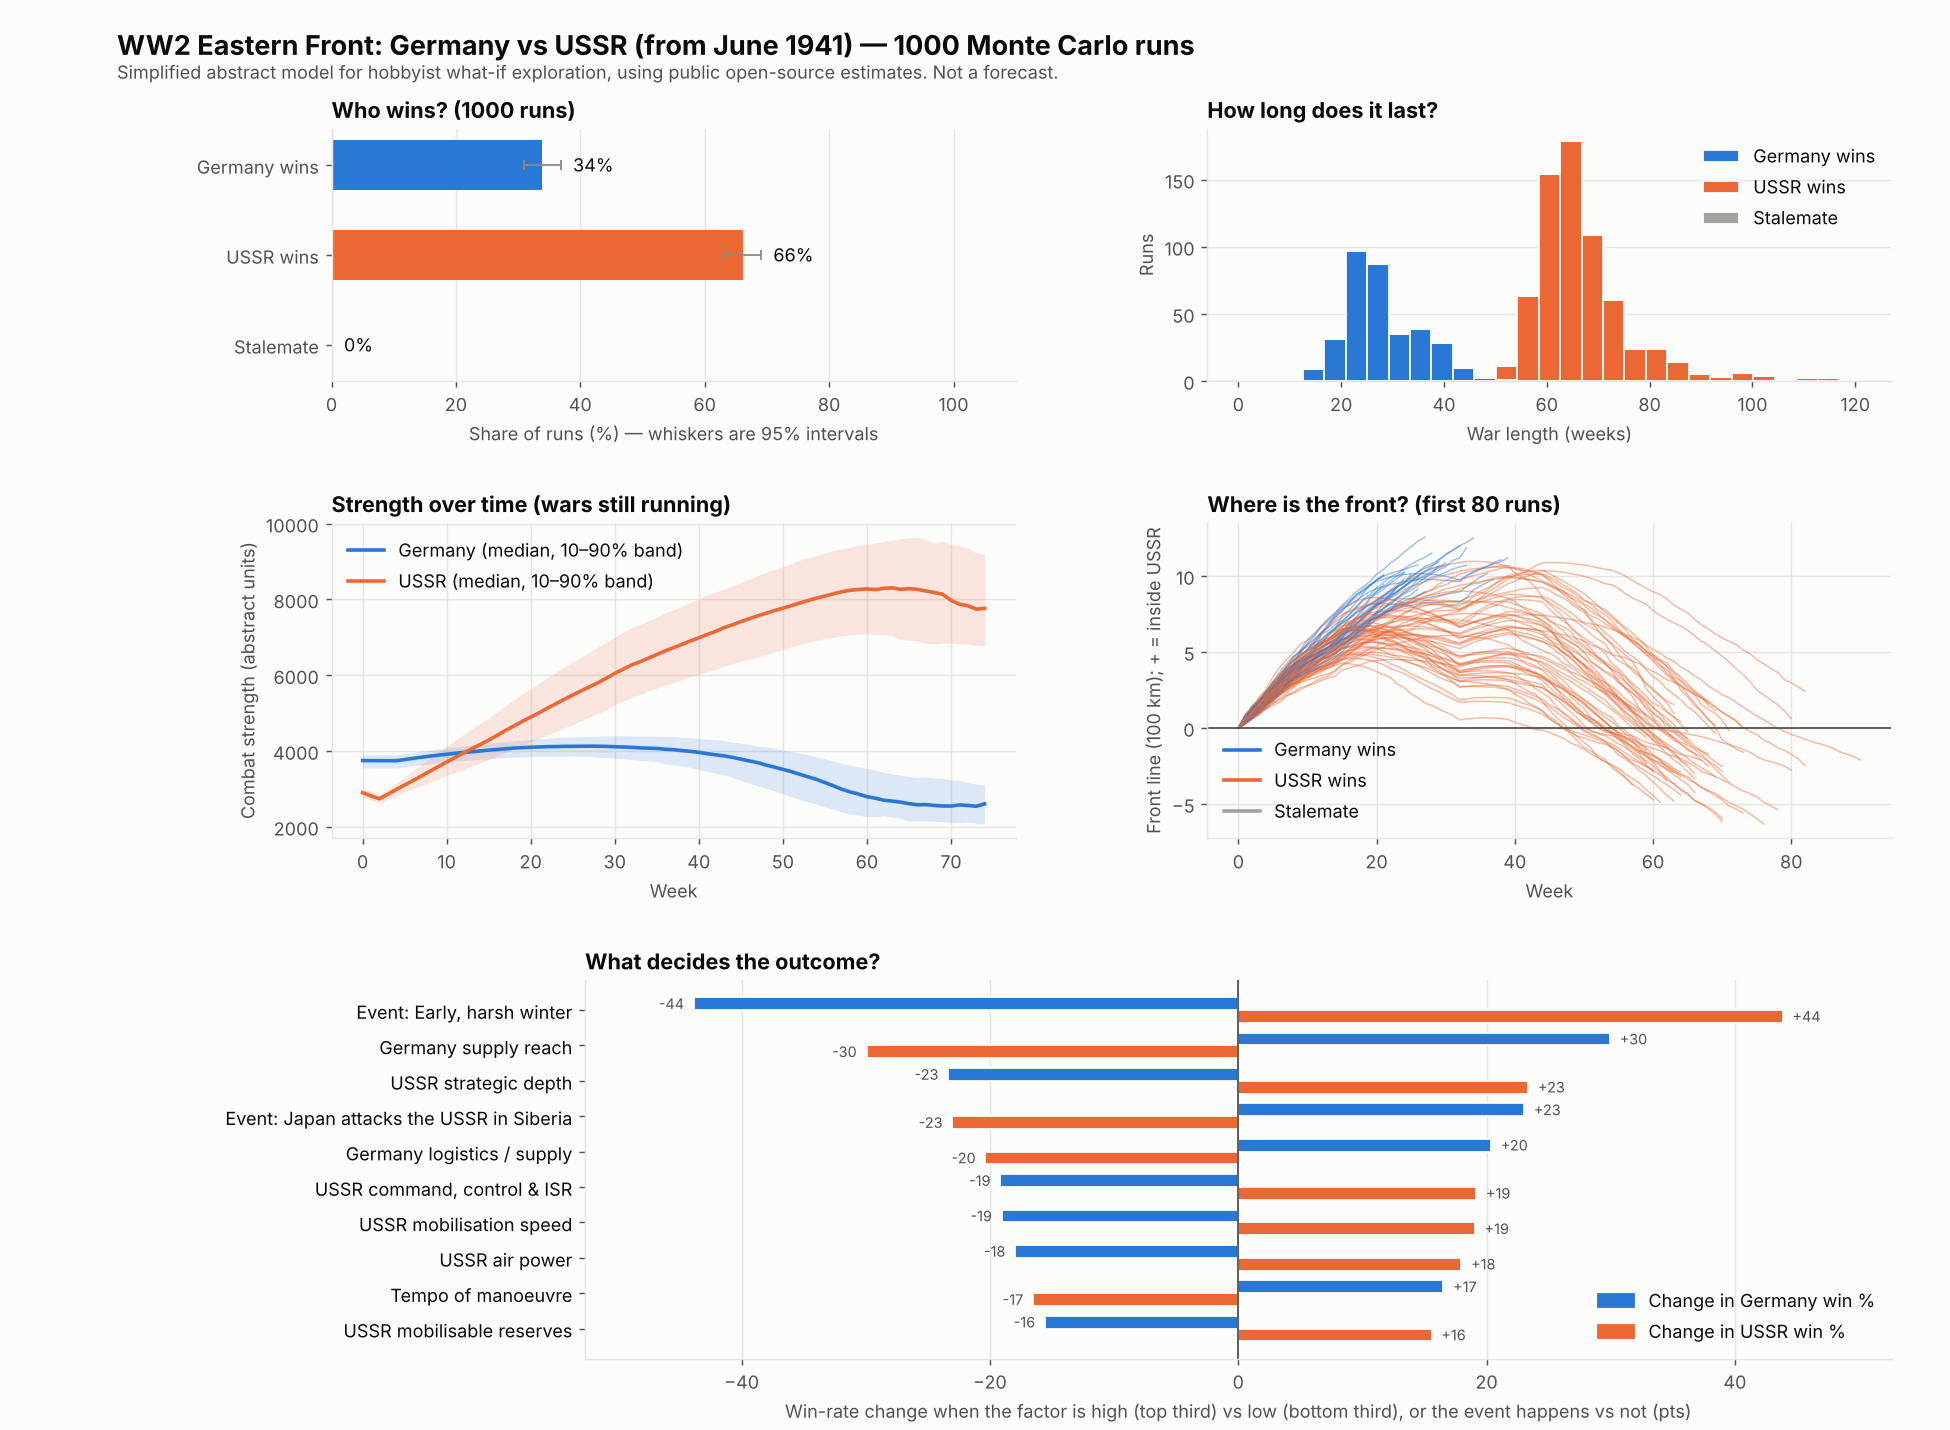 WW2 Eastern Front: Germany vs USSR (from June 1941) — 1000 Monte Carlo runs
Simplified abstract model for hobbyist what-if exploration, using public open-source estimates. Not a forecast.
Who wins? (1000 runs)
Germany wins
34%
USSR wins
66%
Stalemate
0%
0 20 40 60 80 100
Share of runs (%) — whiskers are 95% intervals
How long does it last?
Germany wins
USSR wins
Stalemate
150
100
50
0
Runs
0 20 40 60 80 100 120
War length (weeks)
Strength over time (wars still running)
Germany (median, 10–90% band)
USSR (median, 10–90% band)
10000
8000
6000
4000
2000
Combat strength (abstract units)
0 10 20 30 40 50 60 70
Week
Where is the front? (first 80 runs)
10
5
0
−5
Front line (100 km); + = inside USSR
Germany wins
USSR wins
Stalemate
0 20 40 60 80
Week
What decides the outcome?
Event: Early, harsh winter
-44
+44
Germany supply reach
-30
+30
USSR strategic depth
-23
+23
Event: Japan attacks the USSR in Siberia
-23
+23
Germany logistics / supply
-20
+20
USSR command, control & ISR
-19
+19
USSR mobilisation speed
-19
+19
USSR air power
-18
+18
Tempo of manoeuvre
-17
+17
USSR mobilisable reserves
-16
+16
Change in Germany win %
Change in USSR win %
−40 −20 0 20 40
Win-rate change when the factor is high (top third) vs low (bottom third), or the event happens vs not (pts)